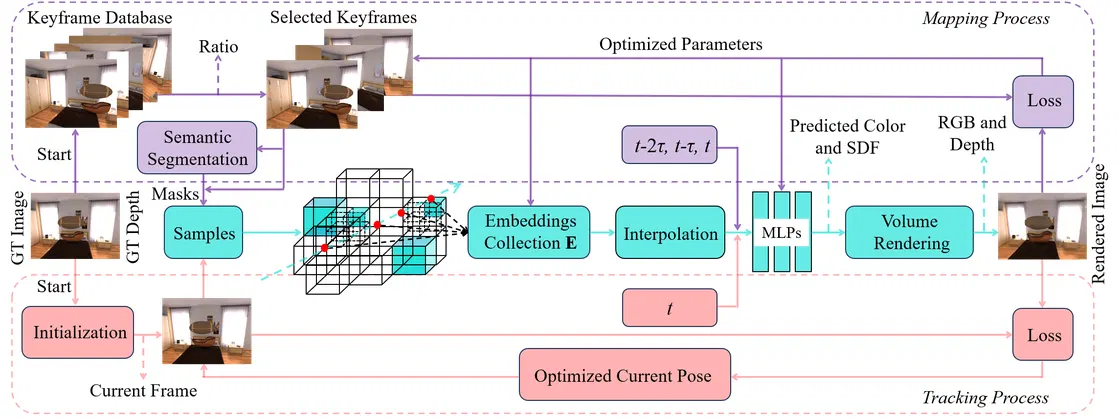 Keyframe Database
Selected Keyframes
Mapping Process
Ratio
Optimized Parameters
Loss
Semantic
Segmentation
t-2τ, t-τ, t
Predicted Color
and SDF
RGB and
Depth
Start
Masks
GT Image
GT Depth
Samples
Embeddings
Collection E
Interpolation
MLPs
Volume
Rendering
Rendered Image
Start
Initialization
t
Loss
Current Frame
Optimized Current Pose
Tracking Process